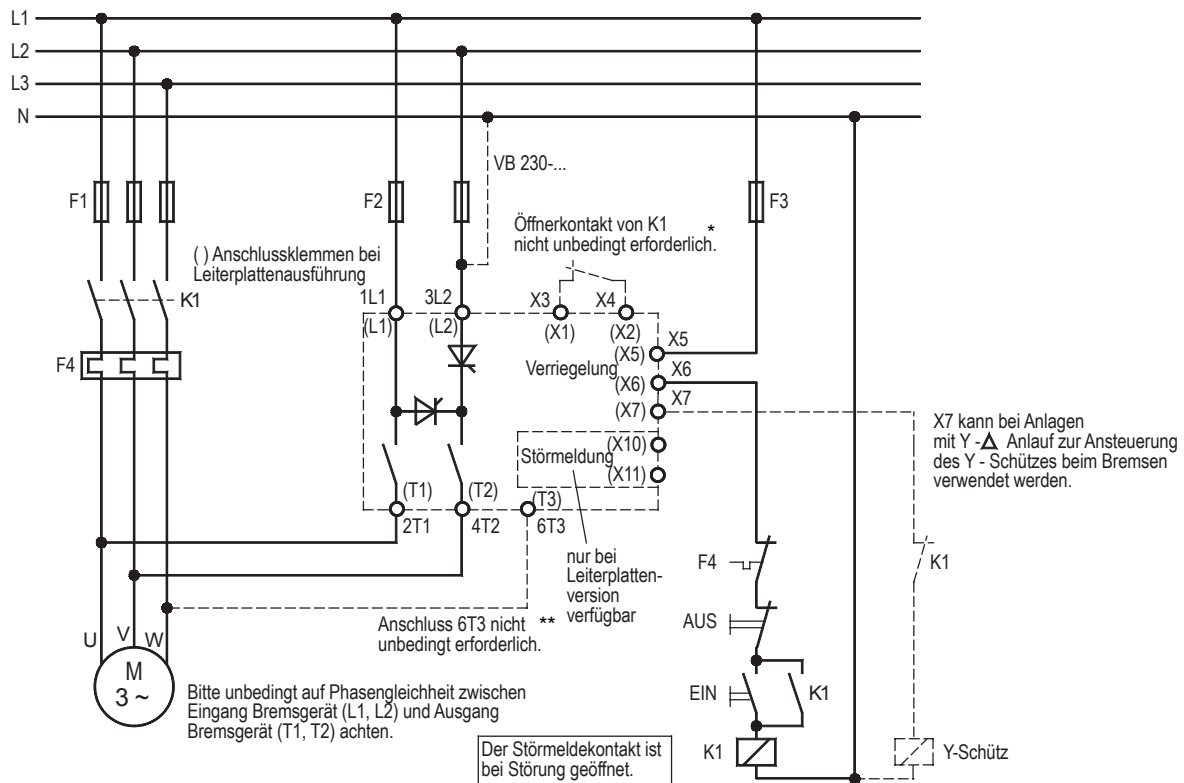 L1
L2
L3
N
VB 230-...
F1
F2
F3
Öffnerkontakt von K1
nicht unbedingt erforderlich. *
( ) Anschlussklemmen bei
Leiterplattenausführung
K1
1L1
3L2
X3
X4
(L1)
(L2)
(X1)
(X2)
X5
(X5)
F4
Verriegelung
X6
(X6)
X7
(X7)
X7 kann bei Anlagen
mit Y -Δ Anlauf zur Ansteuerung
des Y - Schützes beim Bremsen
verwendet werden.
Störmeldung
(X10)
(X11)
(T1)
(T2)
(T3)
2T1
4T2
6T3
nur bei
Leiterplatten-
version
verfügbar
F4
K1
Anschluss 6T3 nicht **
unbedingt erforderlich.
AUS
U
V
W
M
3 ~
EIN
K1
Bitte unbedingt auf Phasengleichheit zwischen
Eingang Bremsgerät (L1, L2) und Ausgang
Bremsgerät (T1, T2) achten.
Der Störmeldekontakt ist
bei Störung geöffnet.
K1
Y-Schütz